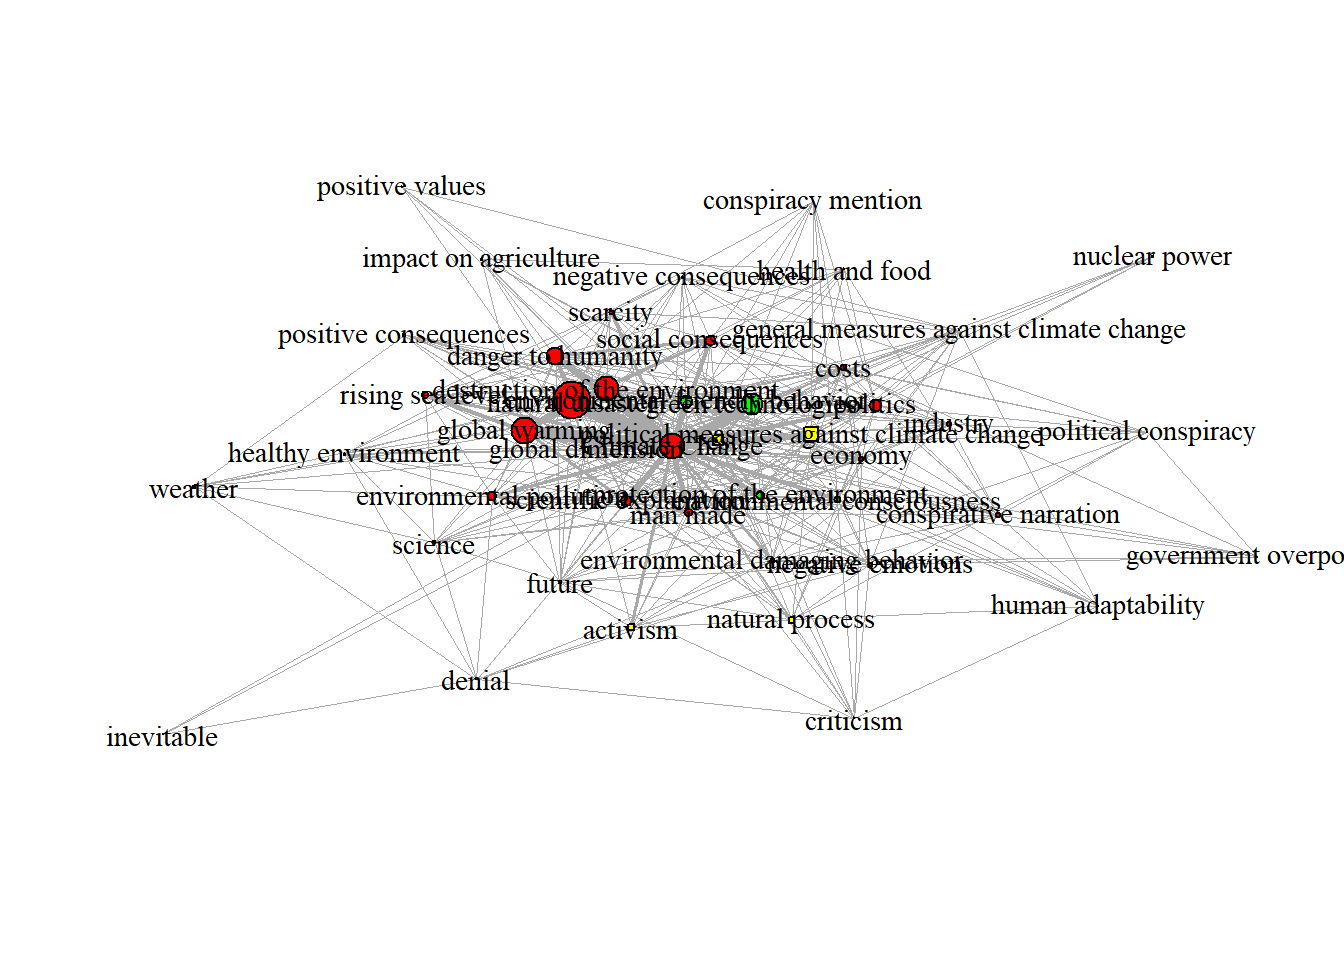 positive values
conspiracy mention
nuclear power
impact on agriculture
health and food
negative consequences
scarcity
general measures against climate change
positive consequences
social consequences
danger to humanity
costs
destruction of the environment
rising sea level
behavior
natural disaster
green technologies
politics
industry
global warming
political measures against climate change
political conspiracy
global dimension
change
healthy environment
economy
weather
environmental pollution
protection of the environment
scientific explanation
environmental consciousness
man made
conspirative narration
science
government overpo
environmental damaging behavior
negative emotions
future
human adaptability
natural process
activism
denial
criticism
inevitable